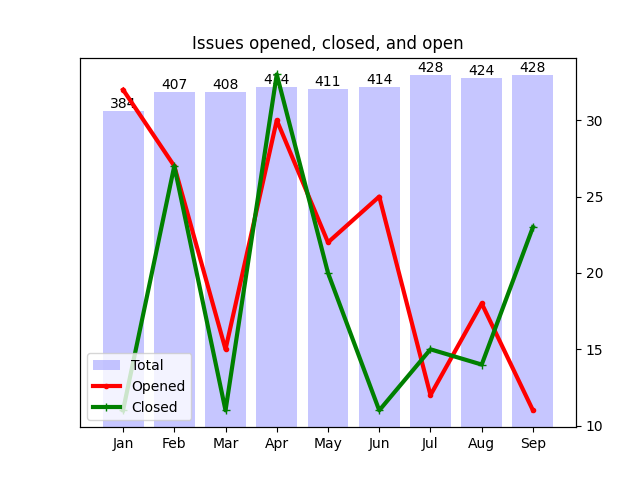 Issues opened, closed, and open
384 407 408 414 411 414 428 424 428
30
25
20
15
10
Total
Opened
Closed
Jan Feb Mar Apr May Jun Jul Aug Sep